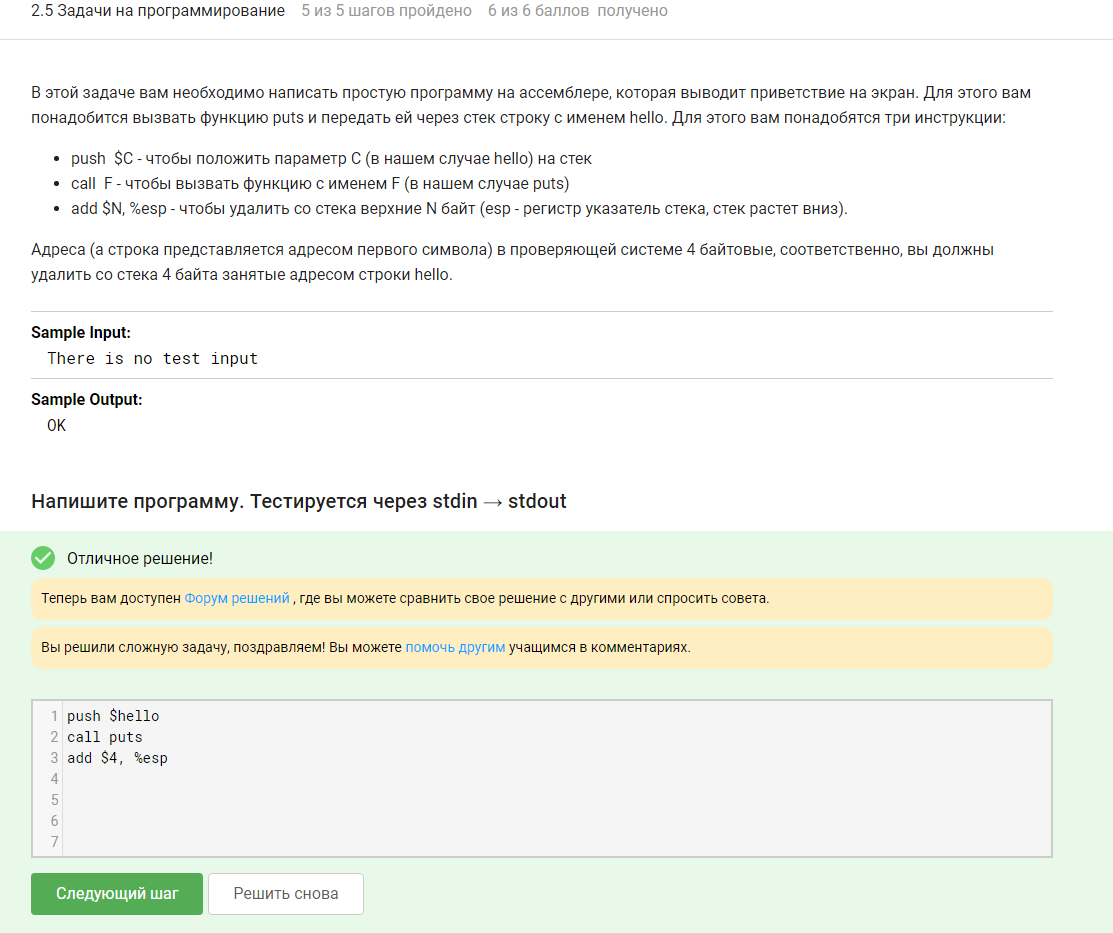 2.5 Задачи на программирование 5 из 5 шагов пройдено 6 из 6 баллов получено
В этой задаче вам необходимо написать простую программу на ассемблере, которая выводит приветствие на экран. Для этого вам
понадобится вызвать функцию puts и передать ей через стек строку с именем hello. Для этого вам понадобятся три инструкции:
• push $C - чтобы положить параметр C (в нашем случае hello) на стек
• call F - чтобы вызвать функцию с именем F (в нашем случае puts)
• add $N, %esp - чтобы удалить со стека верхние N байт (esp - регистр указатель стека, стек растет вниз).
Адреса (а строка представляется адресом первого символа) в проверяющей системе 4 байтовые, соответственно, вы должны
удалить со стека 4 байта занятые адресом строки hello.
Sample Input:
There is no test input
Sample Output:
OK
Напишите программу. Тестируется через stdin → stdout
Отличное решение!
Теперь вам доступен Форум решений , где вы можете сравнить свое решение с другими или спросить совета.
Вы решили сложную задачу, поздравляем! Вы можете помочь другим учащимся в комментариях.
1 push $hello
2 call puts
3 add $4, %esp
4
5
6
7
Следующий шаг Решить снова